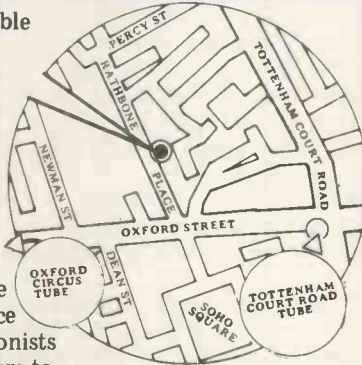 ble
PERCY ST
RATHBONE
PLACE
TOTTENHAM COURT
ROAD
NEWMAN ST
OXFORD STREET
DEAN ST
OXFORD
CIRCUS
TUBE
SOHO
SQUARE
TOTTENHAM
COURT ROAD
TUBE
e
ce
onists